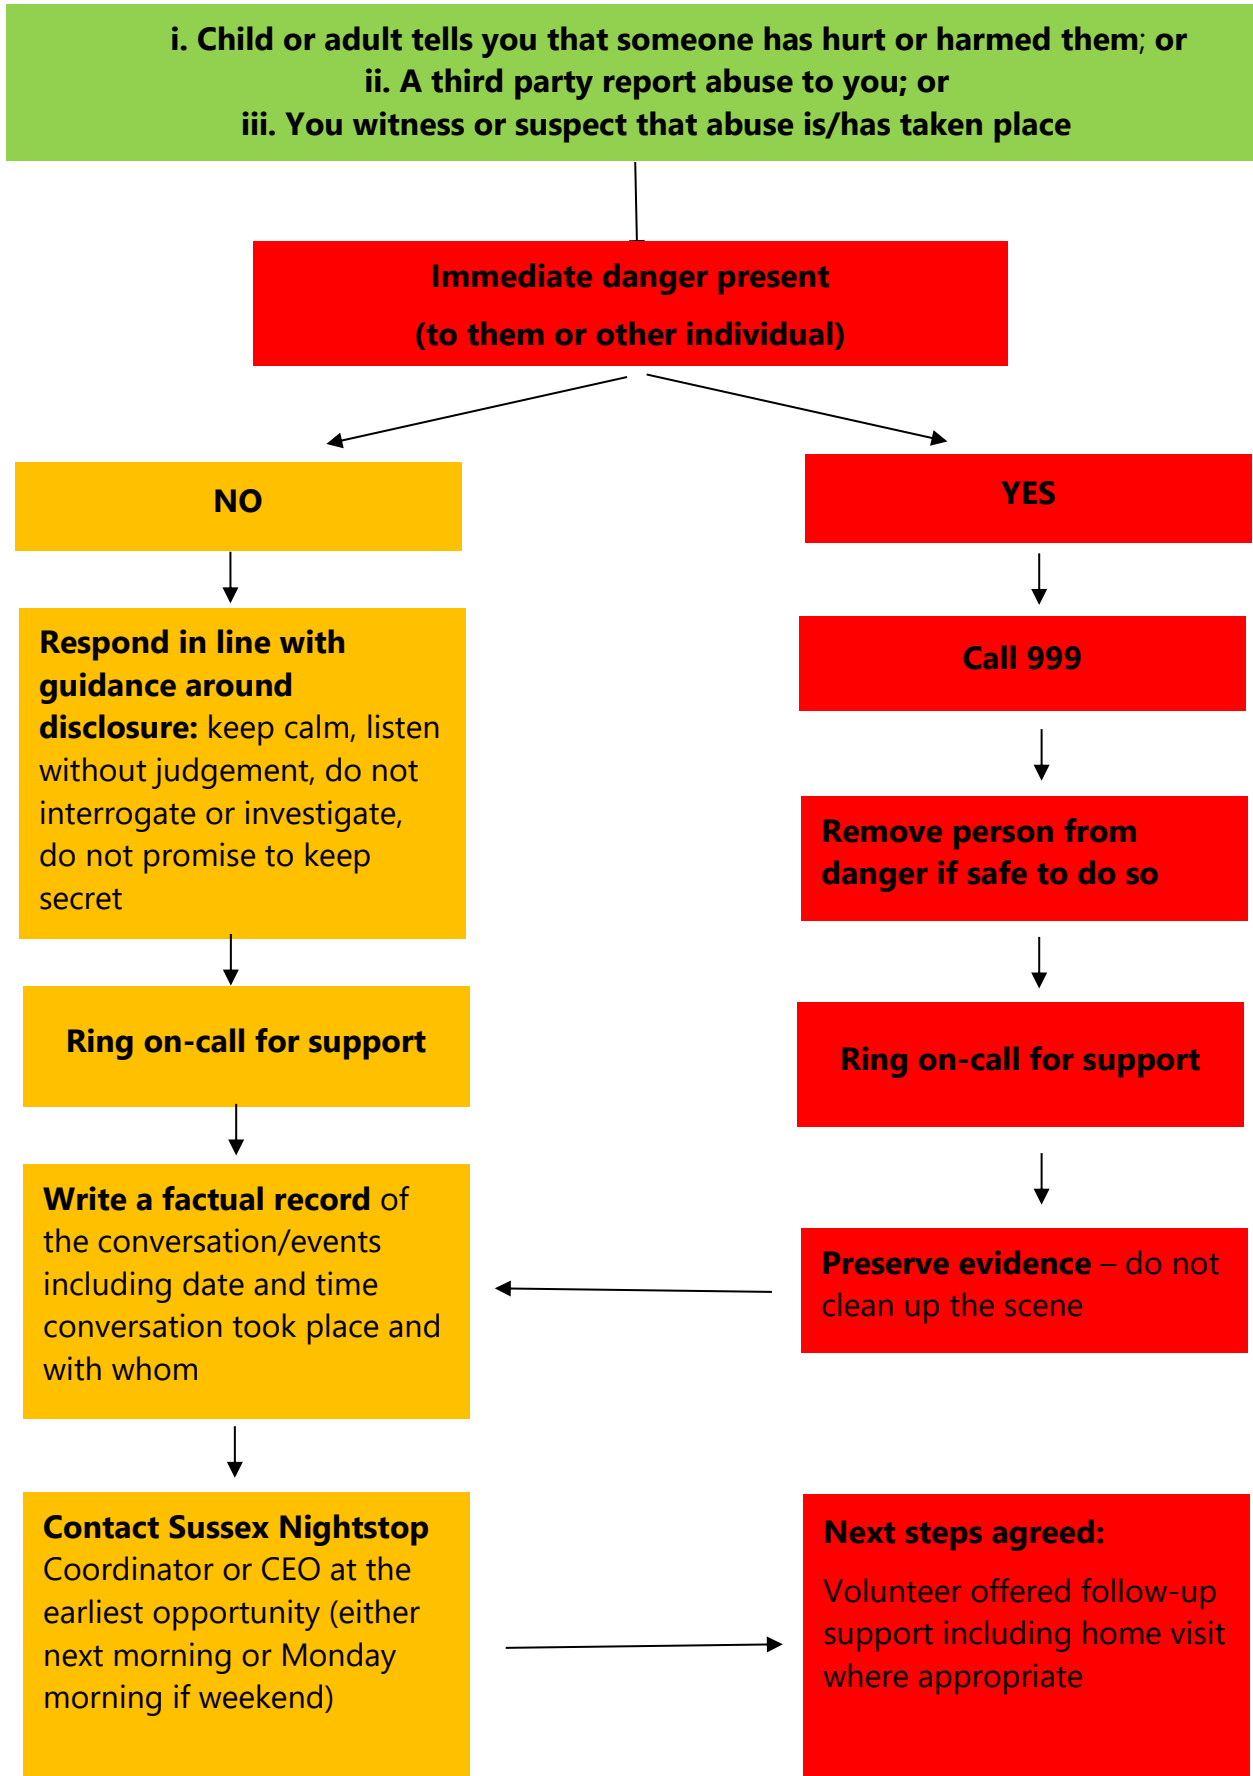 i. Child or adult tells you that someone has hurt or harmed them; or
ii. A third party report abuse to you; or
iii. You witness or suspect that abuse is/has taken place
Immediate danger present
(to them or other individual)
NO
Respond in line with
guidance around
disclosure: keep calm, listen
without judgement, do not
interrogate or investigate,
do not promise to keep
secret
Ring on-call for support
Write a factual record of
the conversation/events
including date and time
conversation took place and
with whom
Contact Sussex Nightstop
Coordinator or CEO at the
earliest opportunity (either
next morning or Monday
morning if weekend)
YES
Call 999
Remove person from
danger if safe to do so
Ring on-call for support
Preserve evidence – do not
clean up the scene
Next steps agreed:
Volunteer offered follow-up
support including home visit
where appropriate